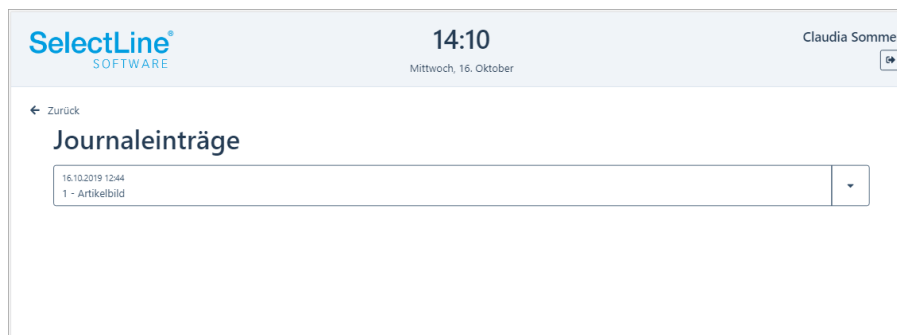 SelectLine®
SOFTWARE
14:10
Mittwoch, 16. Oktober
Claudia Somme
Zurück
Journaleinträge
16.10.2019 12:44
1 - Artikelbild